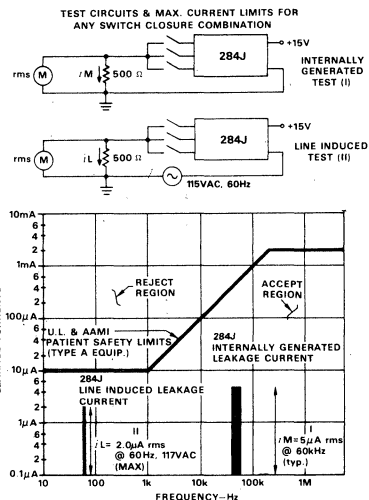 TEST CIRCUITS & MAX. CURRENT LIMITS FOR
ANY SWITCH CLOSURE COMBINATION
+15V
284J
INTERNALLY
GENERATED
TEST (I)
rms
M
iM
500 Ω
+15V
284J
LINE INDUCED
TEST (II)
rms
M
iL
500 Ω
115VAC, 60Hz
10mA
6
4
2
1mA
6
4
2
100μA
6
4
2
10μA
6
4
2
1μA
6
4
2
0.1μA
REJECT
REGION
ACCEPT
REGION
U.L. & AAMI
PATIENT SAFETY LIMITS
(TYPE A EQUIP.)
284J
INTERNALLY GENERATED
LEAKAGE CURRENT
284J
LINE INDUCED LEAKAGE
CURRENT
II
iL= 2.0μA rms
@ 60Hz, 117VAC
(MAX)
I
iM=5μA rms
@ 60kHz
(typ.)
10
100
1k
10k
100k
1M
FREQUENCY–Hz